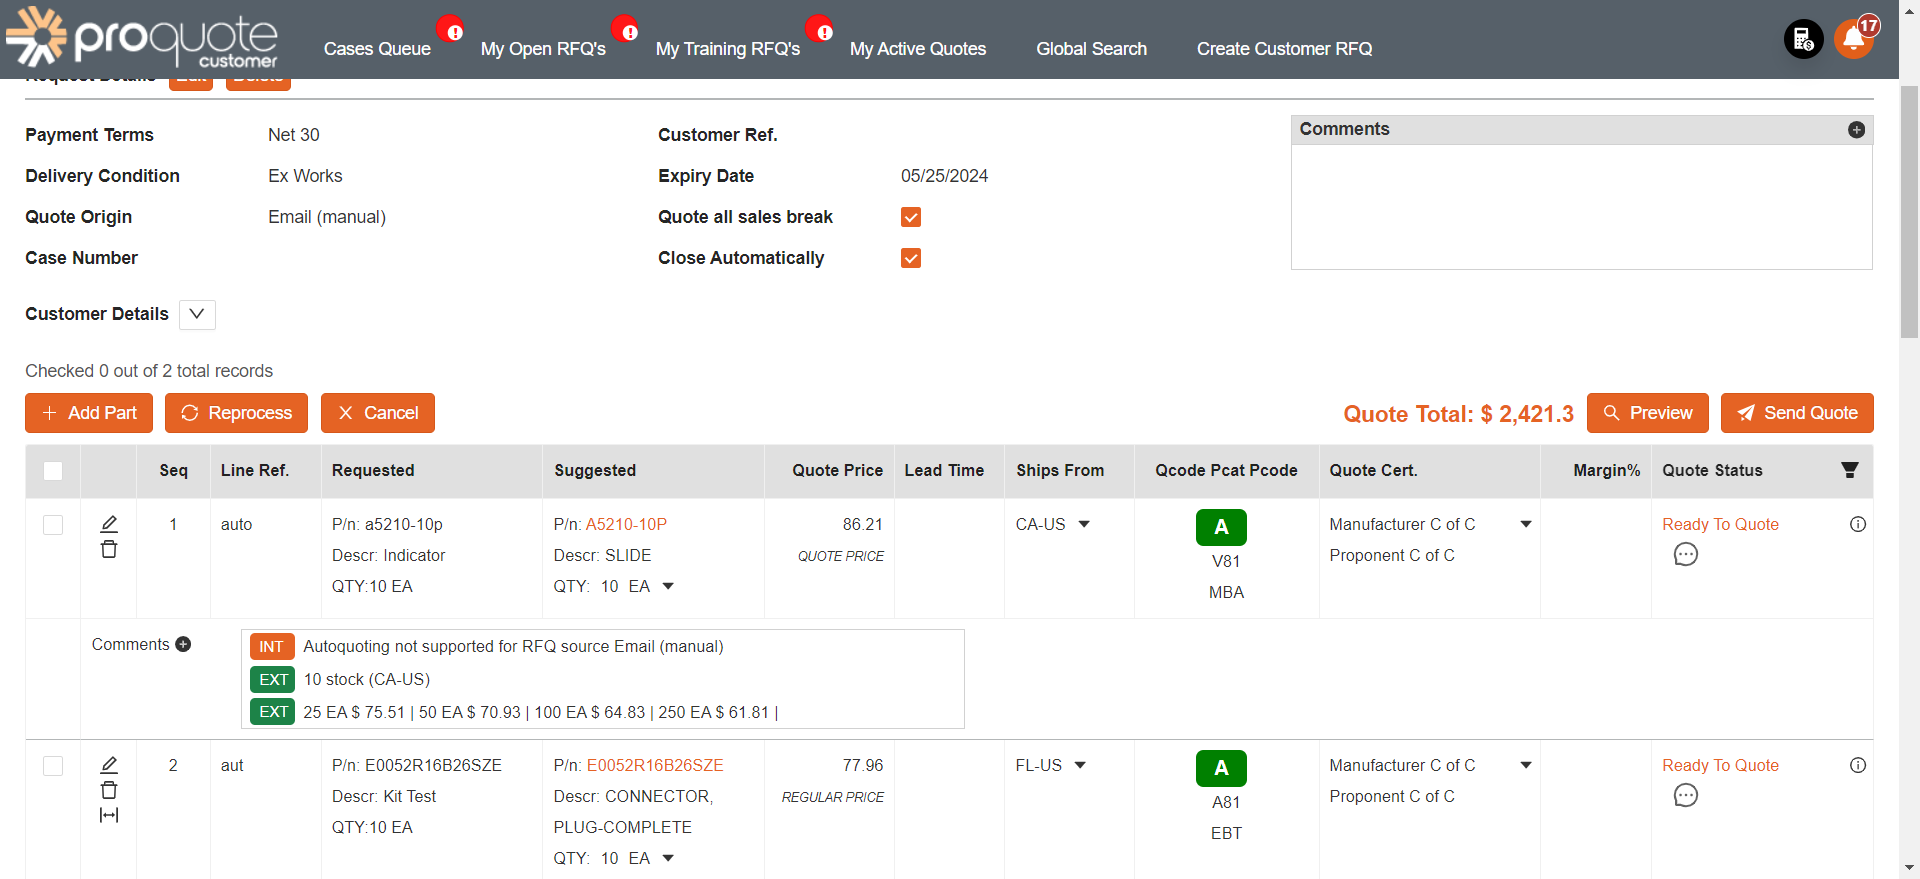 proquote
customer
Cases Queue
My Open RFQ's
My Training RFQ's
My Active Quotes
Global Search
Create Customer RFQ
17
Request Details
Edit
Delete
Payment Terms Net 30
Customer Ref.
Comments
Delivery Condition Ex Works
Expiry Date 05/25/2024
Quote Origin Email (manual)
Quote all sales break
Case Number
Close Automatically
Customer Details
Checked 0 out of 2 total records
Add Part
Reprocess
Cancel
Quote Total: $ 2,421.3
Preview
Send Quote
Seq Line Ref. Requested Suggested Quote Price Lead Time Ships From Qcode Pcat Pcode Quote Cert. Margin% Quote Status
1 auto P/n: a5210-10p P/n: A5210-10P 86.21 CA-US A Manufacturer C of C Ready To Quote
Descr: Indicator Descr: SLIDE QUOTE PRICE V81 Proponent C of C
QTY:10 EA QTY: 10 EA MBA
Comments
INT Autoquoting not supported for RFQ source Email (manual)
EXT 10 stock (CA-US)
EXT 25 EA $ 75.51 | 50 EA $ 70.93 | 100 EA $ 64.83 | 250 EA $ 61.81 |
2 aut P/n: E0052R16B26SZE P/n: E0052R16B26SZE 77.96 FL-US A Manufacturer C of C Ready To Quote
Descr: Kit Test Descr: CONNECTOR, REGULAR PRICE A81 Proponent C of C
QTY:10 EA PLUG-COMPLETE EBT
QTY: 10 EA